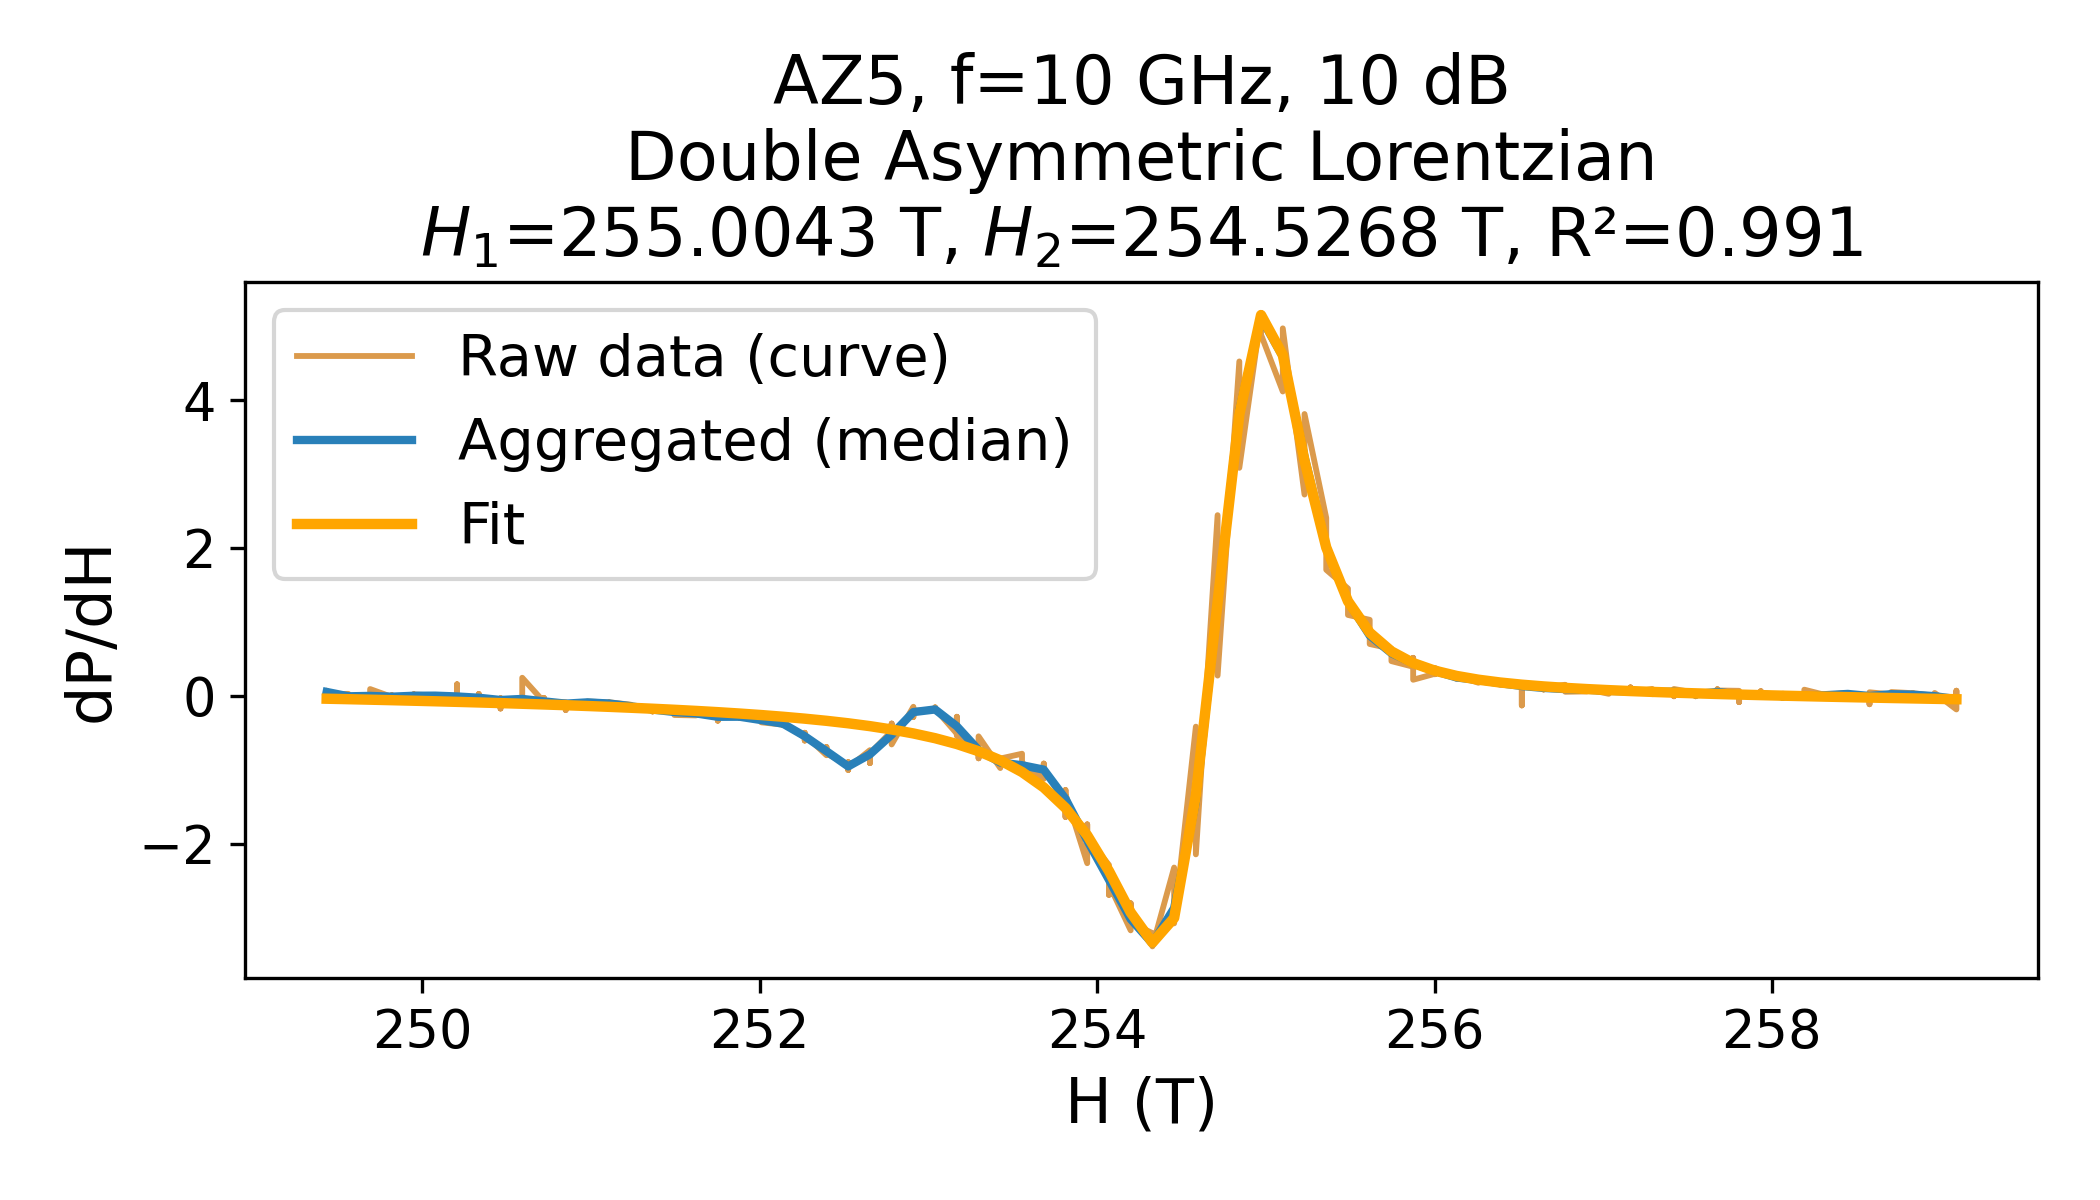 AZ5, f=10 GHz, 10 dB
Double Asymmetric Lorentzian
H₁=255.0043 T, H₂=254.5268 T, R²=0.991
Raw data (curve)
Aggregated (median)
Fit
dP/dH
4
2
0
−2
250 252 254 256 258
H (T)